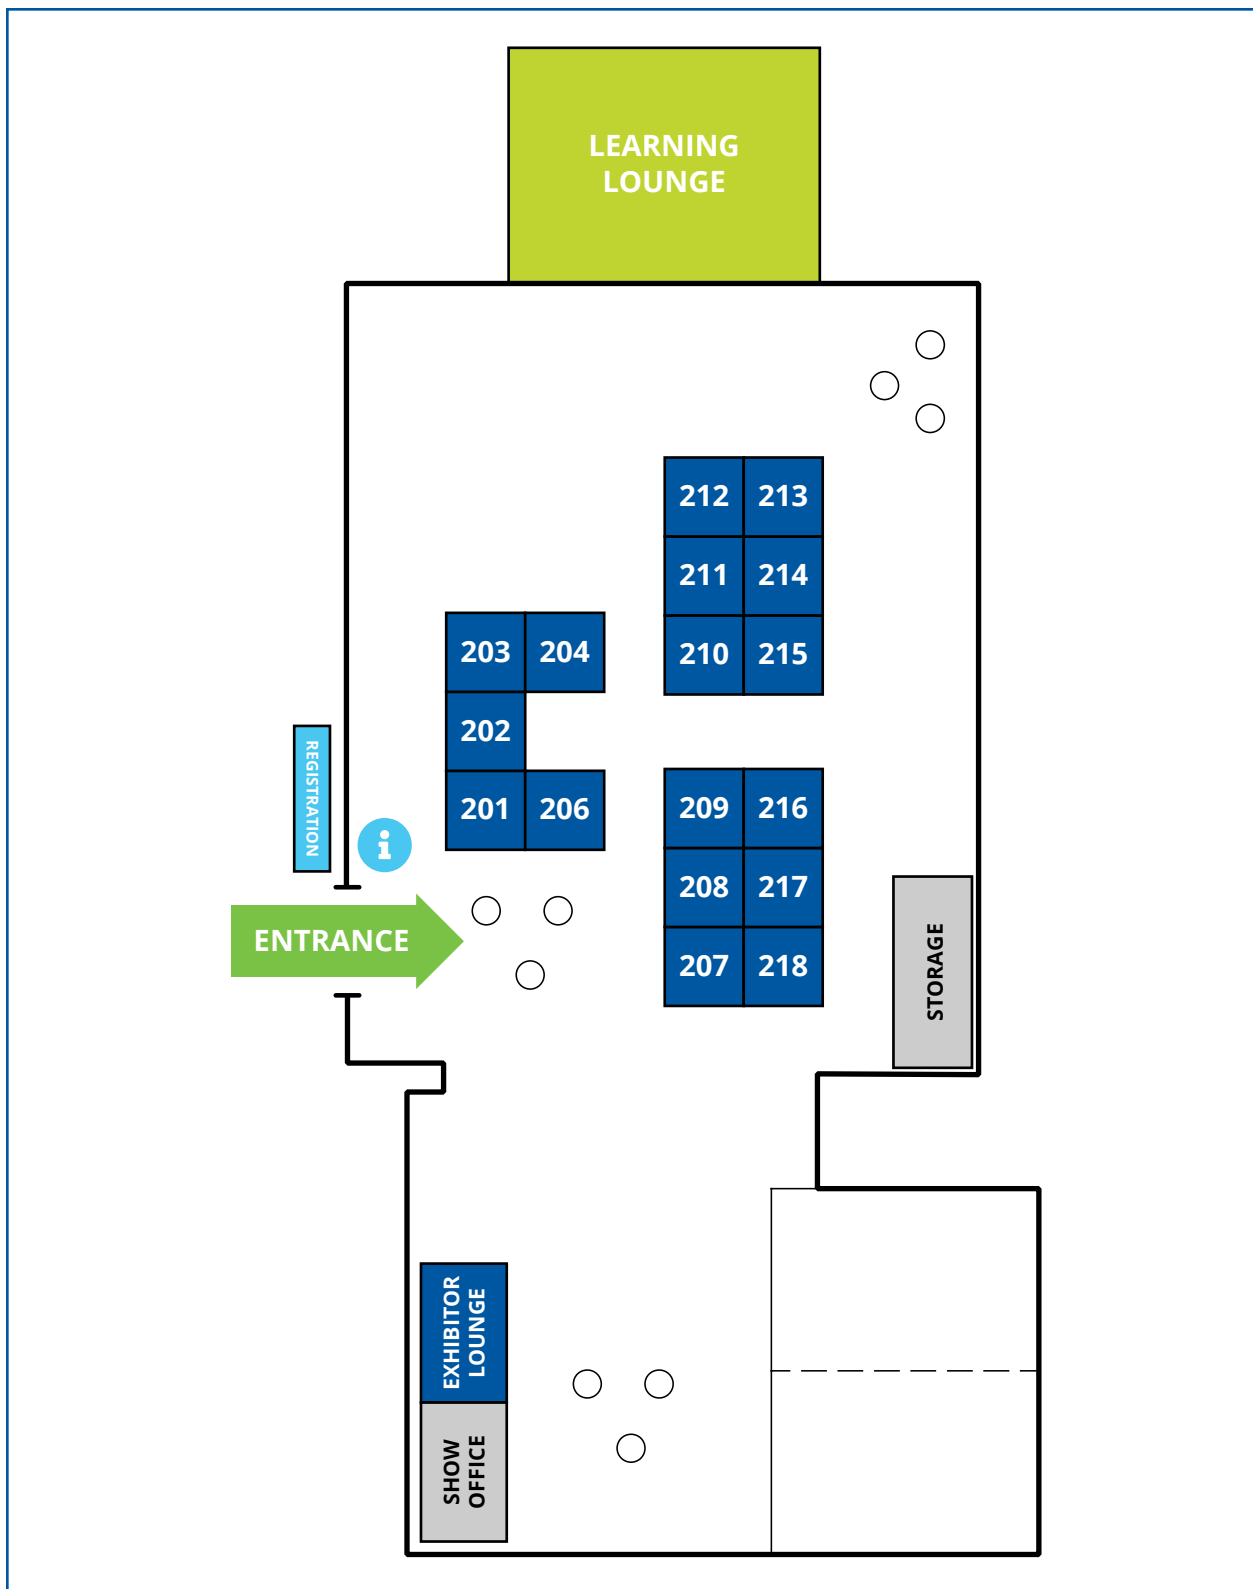 LEARNING
LOUNGE
212 213
211 214
210 215
203 204
202
201 206
209 216
208 217
207 218
REGISTRATION
i
ENTRANCE
STORAGE
EXHIBITOR
LOUNGE
SHOW
OFFICE